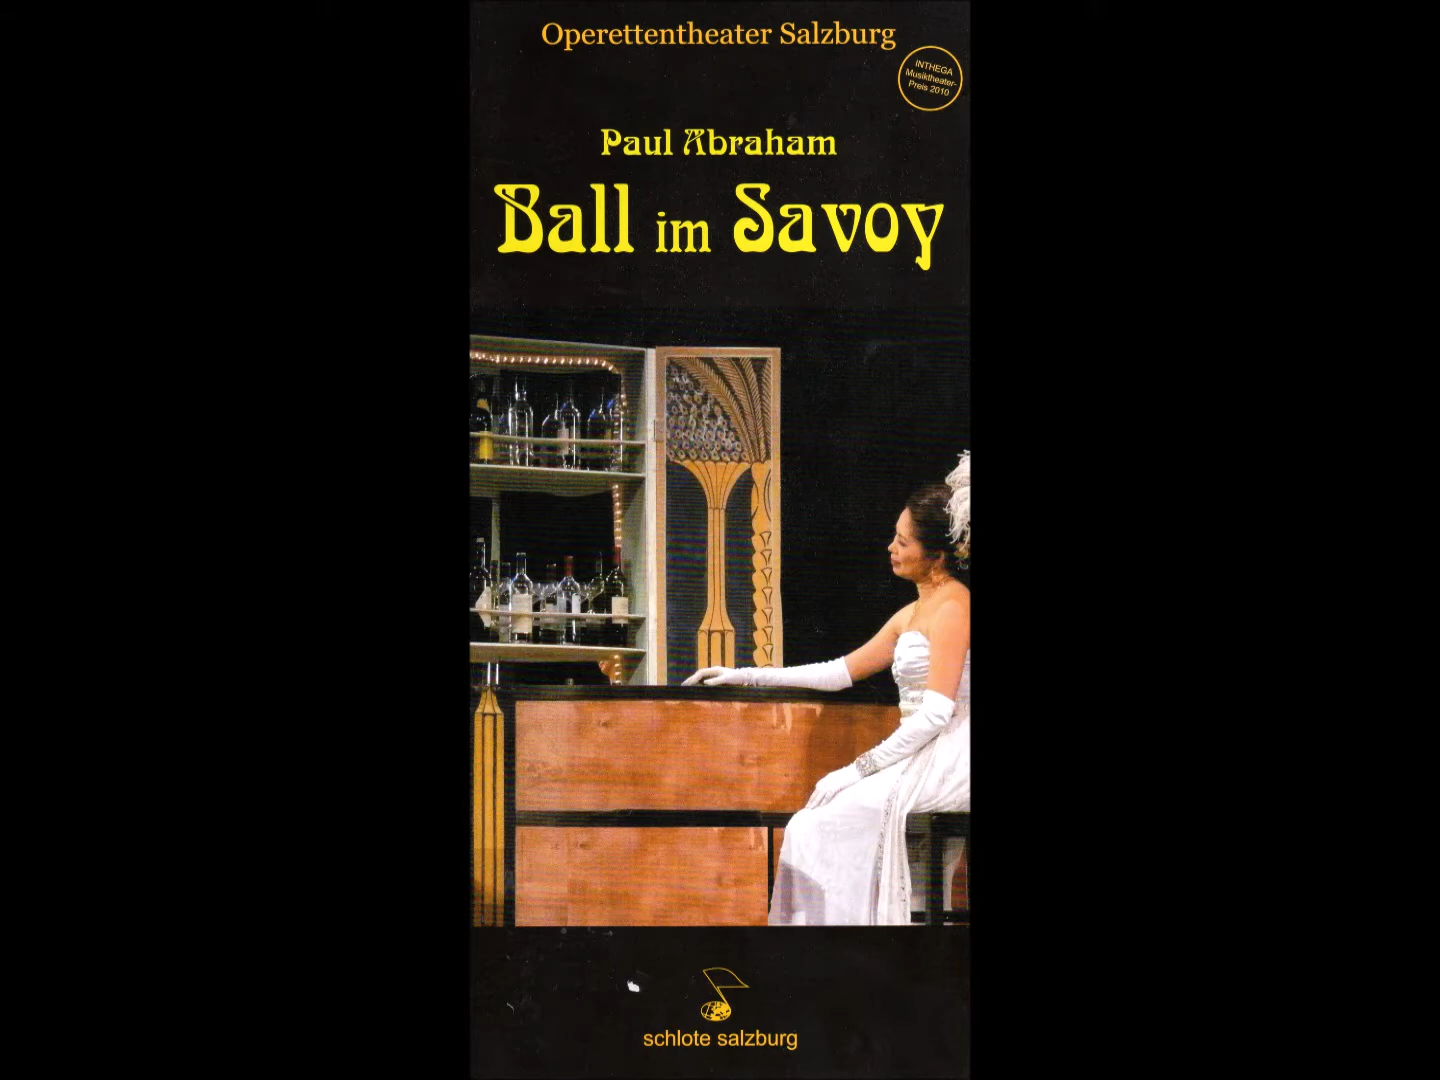 Operettentheater Salzburg
INTHEGA
Musiktheater-
Preis 2010
Paul Abraham
Ball im Savoy
schlote salzburg